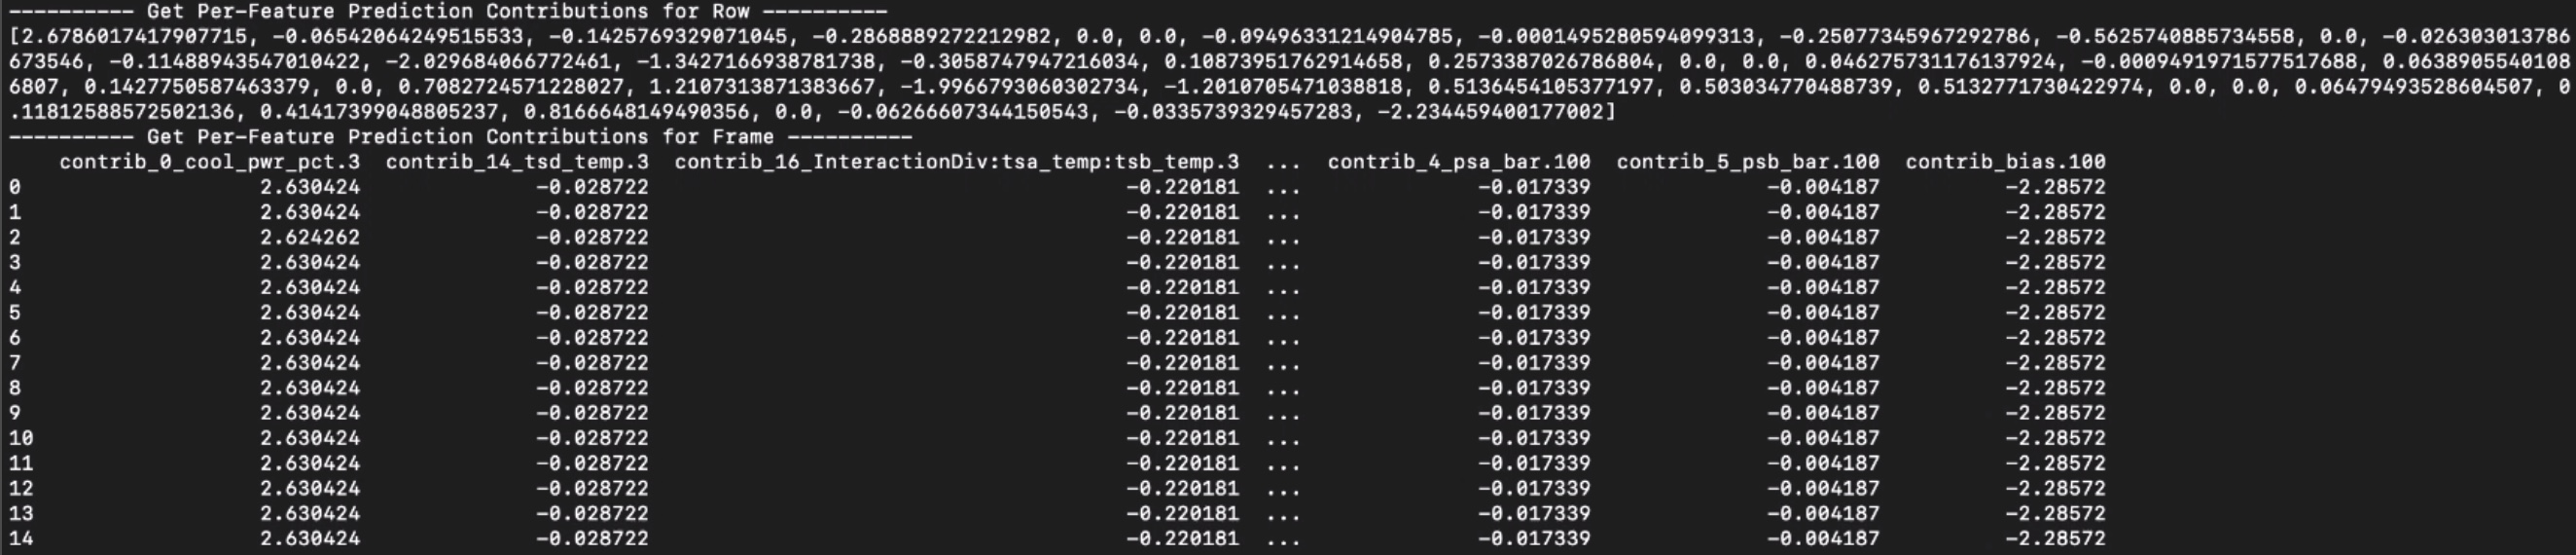 ---------- Get Per-Feature Prediction Contributions for Row ----------
[2.6786017417907715, -0.06542064249515533, -0.1425769329071045, -0.2868889272212982, 0.0, 0.0, -0.09496331214904785, -0.0001495280594099313, -0.25077345967292786, -0.5625740885734558, 0.0, -0.026303013786
673546, -0.11488943547010422, -2.029684066772461, -1.3427166938781738, -0.3058747947216034, 0.10873951762914658, 0.2573387026786804, 0.0, 0.0, 0.046275731176137924, -0.0009491971577517688, 0.0638905540108
6807, 0.1427750587463379, 0.0, 0.7082724571228027, 1.2107313871383667, -1.9966793060302734, -1.2010705471038818, 0.5136454105377197, 0.503034770488739, 0.5132771730422974, 0.0, 0.0, 0.06479493528604507, 0
.11812588572502136, 0.41417399048805237, 0.8166648149490356, 0.0, -0.06266607344150543, -0.0335739329457283, -2.234459400177002]
---------- Get Per-Feature Prediction Contributions for Frame ----------
contrib_0_cool_pwr_pct.3 contrib_14_tsd_temp.3 contrib_16_InteractionDiv:tsa_temp:tsb_temp.3 ... contrib_4_psa_bar.100 contrib_5_psb_bar.100 contrib_bias.100
0 2.630424 -0.028722 -0.220181 ... -0.017339 -0.004187 -2.28572
1 2.630424 -0.028722 -0.220181 ... -0.017339 -0.004187 -2.28572
2 2.624262 -0.028722 -0.220181 ... -0.017339 -0.004187 -2.28572
3 2.630424 -0.028722 -0.220181 ... -0.017339 -0.004187 -2.28572
4 2.630424 -0.028722 -0.220181 ... -0.017339 -0.004187 -2.28572
5 2.630424 -0.028722 -0.220181 ... -0.017339 -0.004187 -2.28572
6 2.630424 -0.028722 -0.220181 ... -0.017339 -0.004187 -2.28572
7 2.630424 -0.028722 -0.220181 ... -0.017339 -0.004187 -2.28572
8 2.630424 -0.028722 -0.220181 ... -0.017339 -0.004187 -2.28572
9 2.630424 -0.028722 -0.220181 ... -0.017339 -0.004187 -2.28572
10 2.630424 -0.028722 -0.220181 ... -0.017339 -0.004187 -2.28572
11 2.630424 -0.028722 -0.220181 ... -0.017339 -0.004187 -2.28572
12 2.630424 -0.028722 -0.220181 ... -0.017339 -0.004187 -2.28572
13 2.630424 -0.028722 -0.220181 ... -0.017339 -0.004187 -2.28572
14 2.630424 -0.028722 -0.220181 ... -0.017339 -0.004187 -2.28572